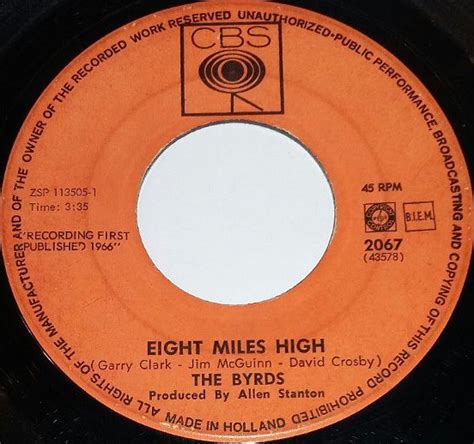 ALL RIGHTS OF THE MANUFACTURER AND OF THE OWNER OF THE RECORDED WORK RESERVED UNAUTHORIZED·PUBLIC PERFORMANCE, BROADCASTING AND COPYING OF THIS RECORD PROHIBITED
CBS
ZSP 113505-1
Time: 3:35
"RECORDING FIRST
PUBLISHED 1966"
45 RPM
B.I.E.M.
2067
(43578)
EIGHT MILES HIGH
(Garry Clark - Jim McGuinn - David Crosby)
THE BYRDS
Produced By Allen Stanton
MADE IN HOLLAND